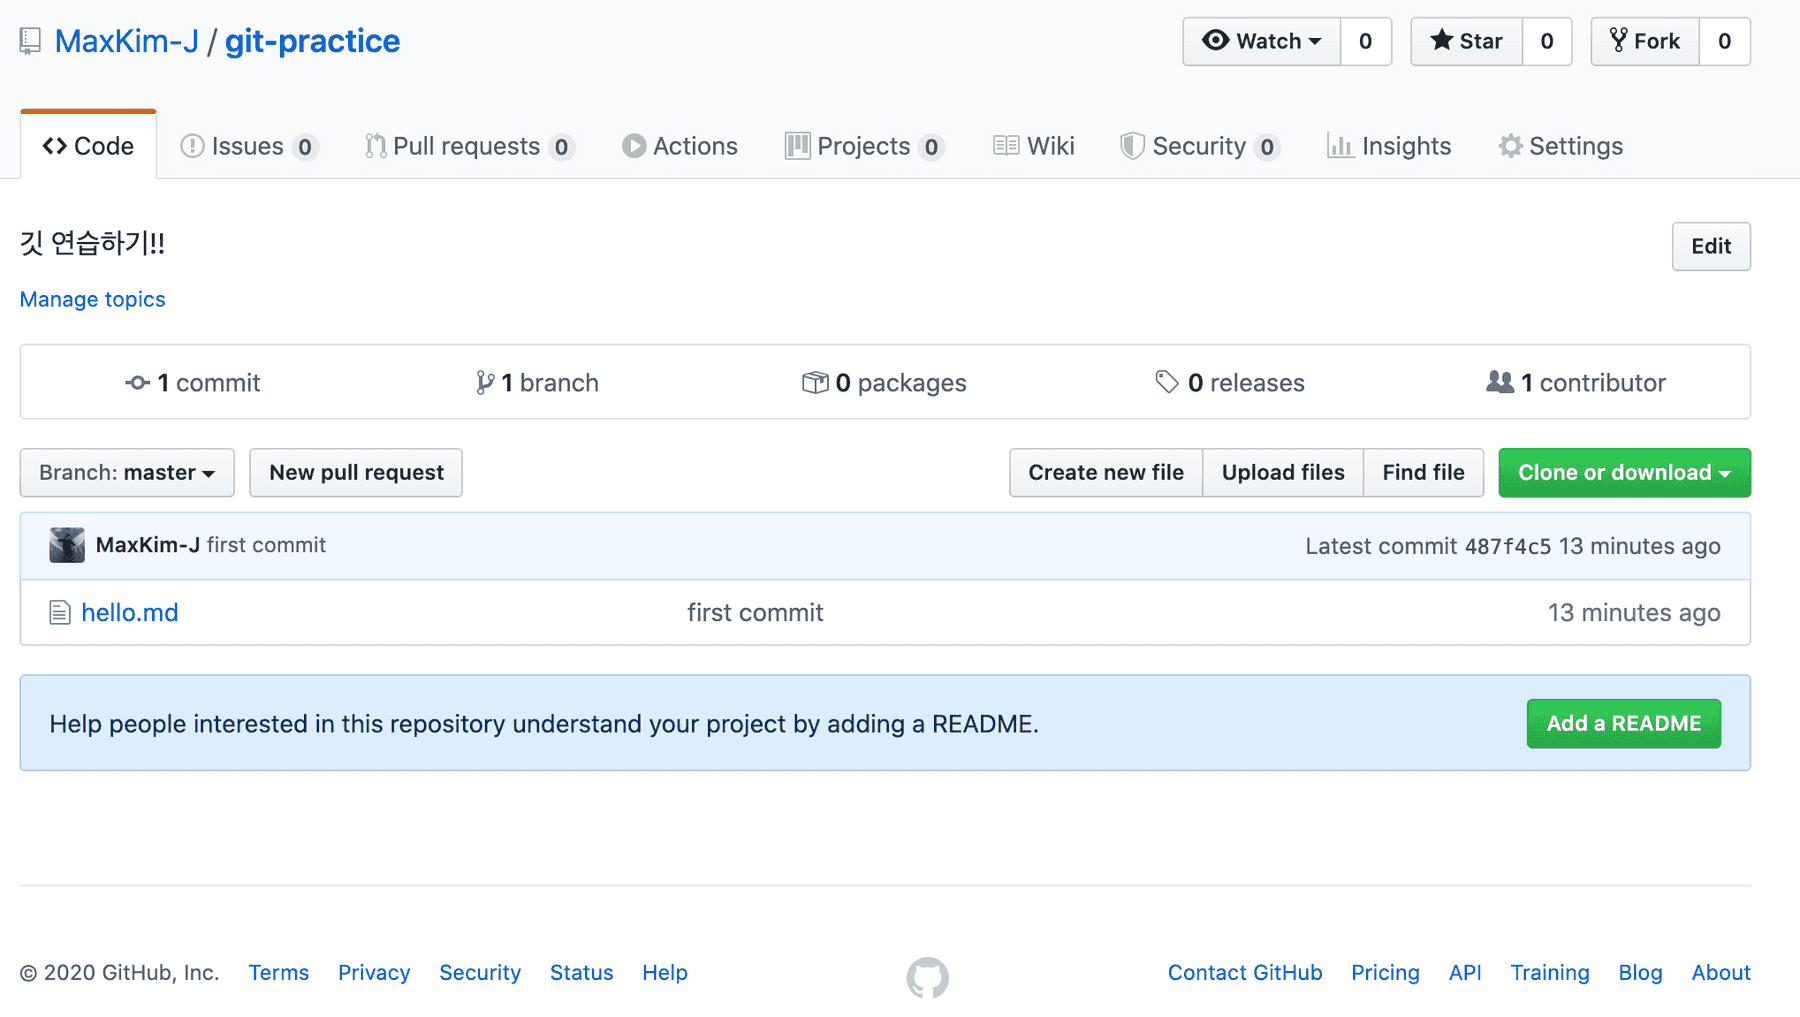 MaxKim-J / git-practice
Watch 0 Star 0 Fork 0
Code Issues 0 Pull requests 0 Actions Projects 0 Wiki Security 0 Insights Settings
깃 연습하기!!
Edit
Manage topics
1 commit 1 branch 0 packages 0 releases 1 contributor
Branch: master New pull request Create new file Upload files Find file Clone or download
MaxKim-J first commit Latest commit 487f4c5 13 minutes ago
hello.md first commit 13 minutes ago
Help people interested in this repository understand your project by adding a README. Add a README
© 2020 GitHub, Inc. Terms Privacy Security Status Help Contact GitHub Pricing API Training Blog About